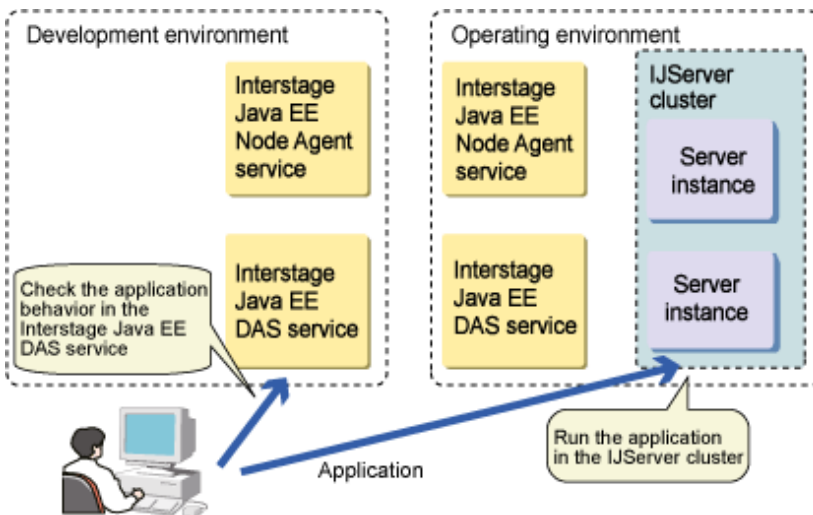 Development environment
Interstage
Java EE
Node Agent
service
Interstage
Java EE
DAS service
Check the application
behavior in the
Interstage Java EE
DAS service
Operating environment
Interstage
Java EE
Node Agent
service
Interstage
Java EE
DAS service
IJServer
cluster
Server
instance
Server
instance
Run the application
in the IJServer cluster
Application